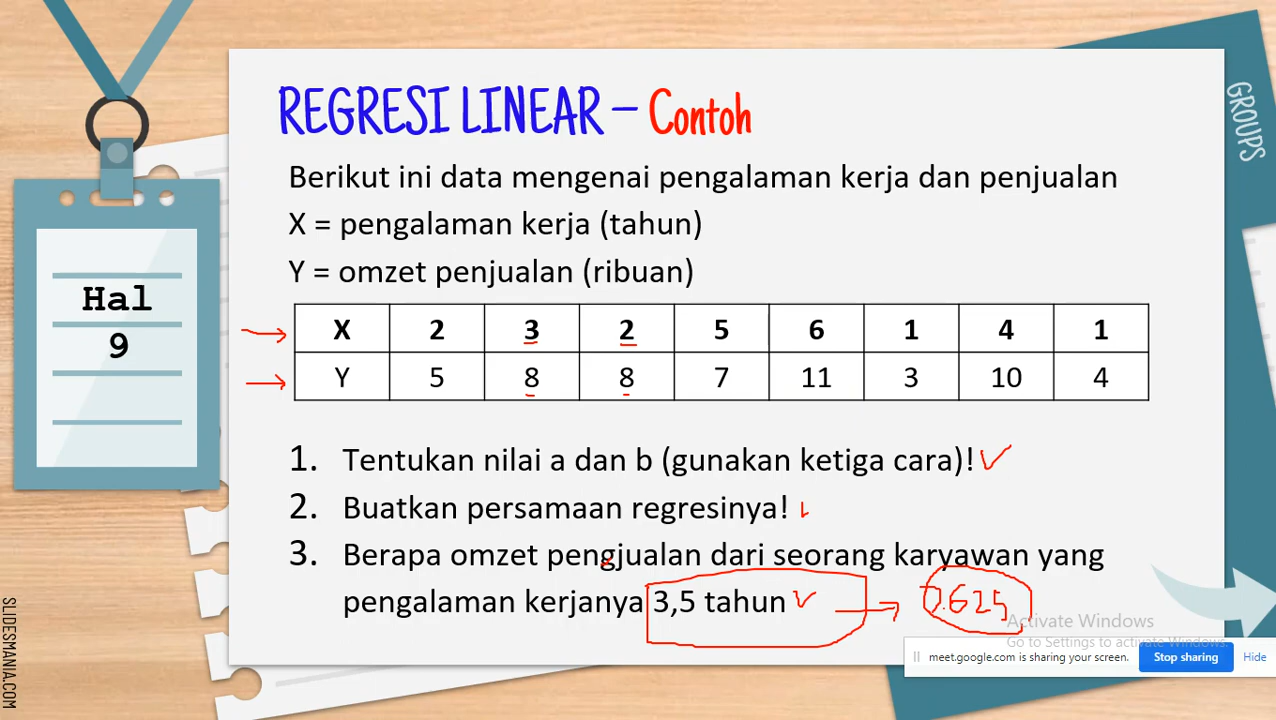 REGRESI LINEAR – Contoh
GROUPS
Berikut ini data mengenai pengalaman kerja dan penjualan
X = pengalaman kerja (tahun)
Y = omzet penjualan (ribuan)
Hal
9
X 2 3 2 5 6 1 4 1
Y 5 8 8 7 11 3 10 4
1. Tentukan nilai a dan b (gunakan ketiga cara)!
2. Buatkan persamaan regresinya!
3. Berapa omzet pengjualan dari seorang karyawan yang
pengalaman kerjanya 3,5 tahun
Activate Windows
Go to Settings to activate Windows.
meet.google.com is sharing your screen. Stop sharing Hide
SLIDESMANIA.COM